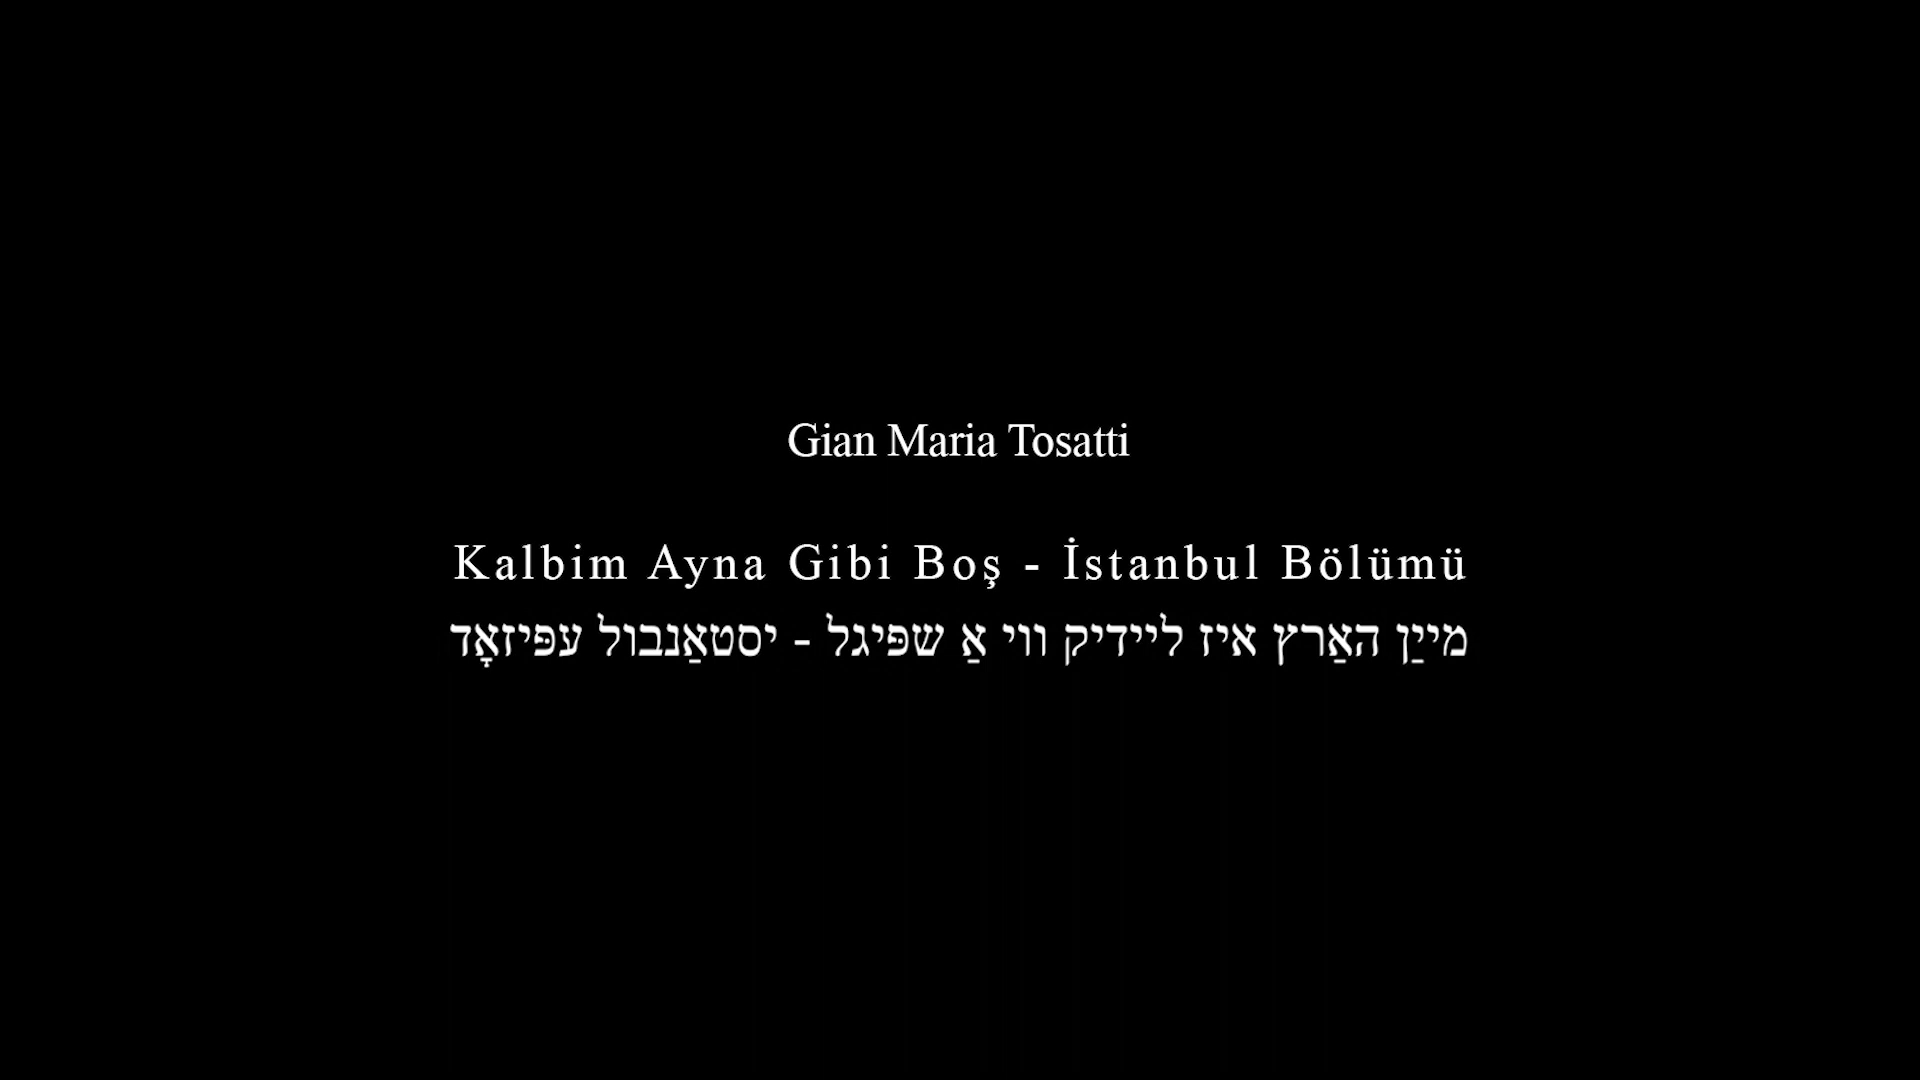 Gian Maria Tosatti
Kalbim Ayna Gibi Boş - İstanbul Bölümü
מייַן האַרץ איז ליידיק ווי אַ שפּיגל - יסטאַנבול עפּיזאָד